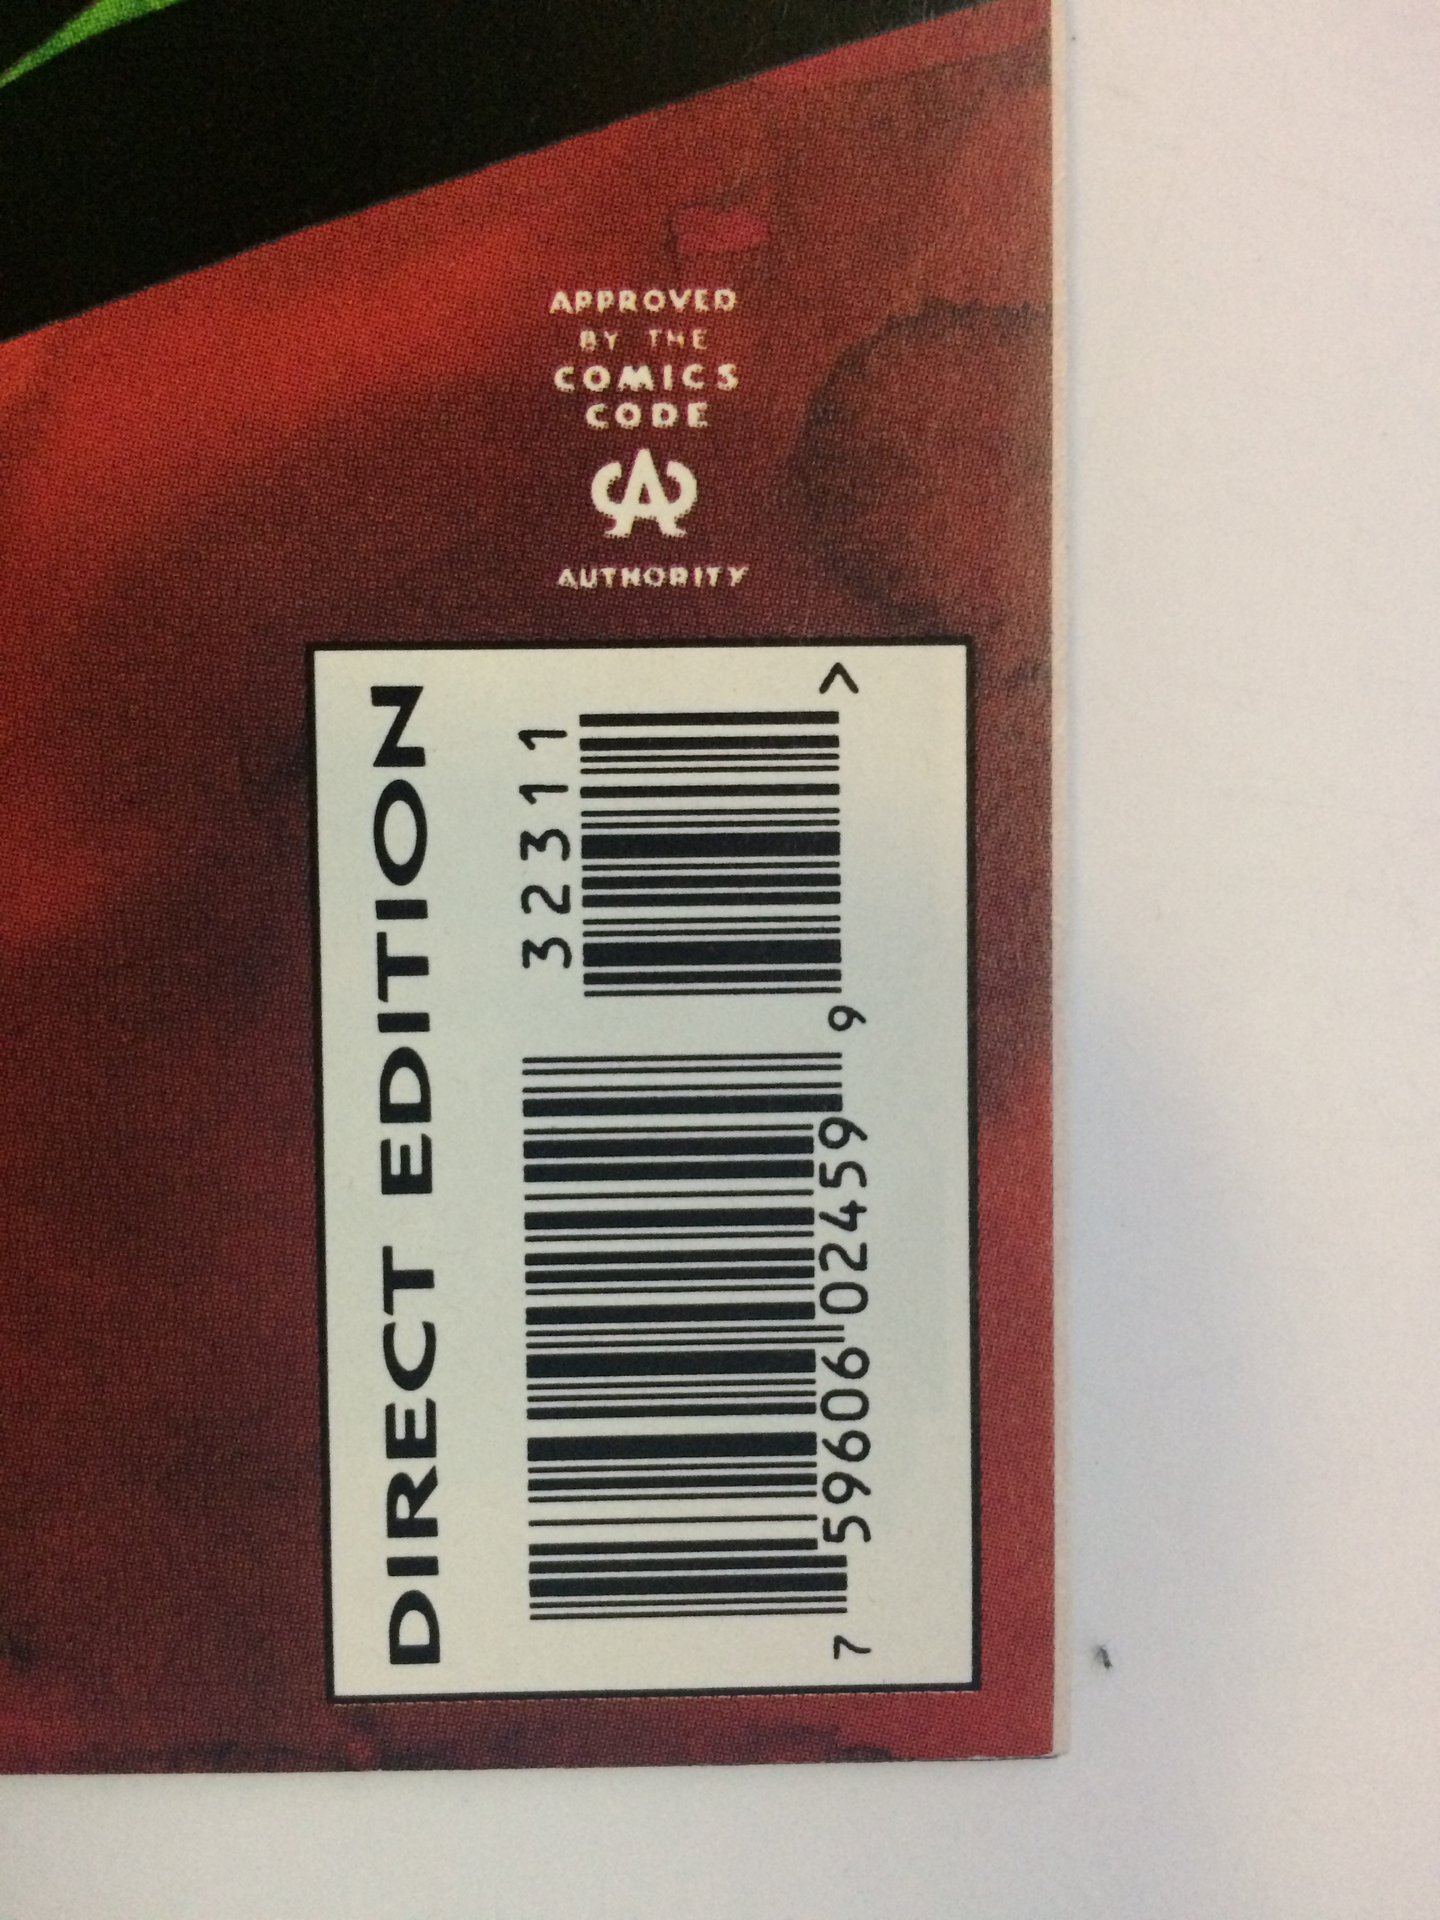 APPROVED
BY THE
COMICS
CODE
CA
AUTHORITY
DIRECT EDITION
32311
>
7 59606 02459 9